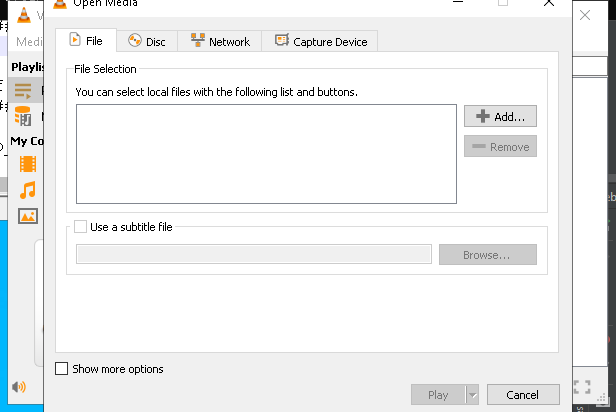 Open Media
Medi
File
Disc
Network
Capture Device
Playlis
File Selection
You can select local files with the following list and buttons.
Add...
Remove
My Co
Use a subtitle file
Browse...
Show more options
Play
Cancel